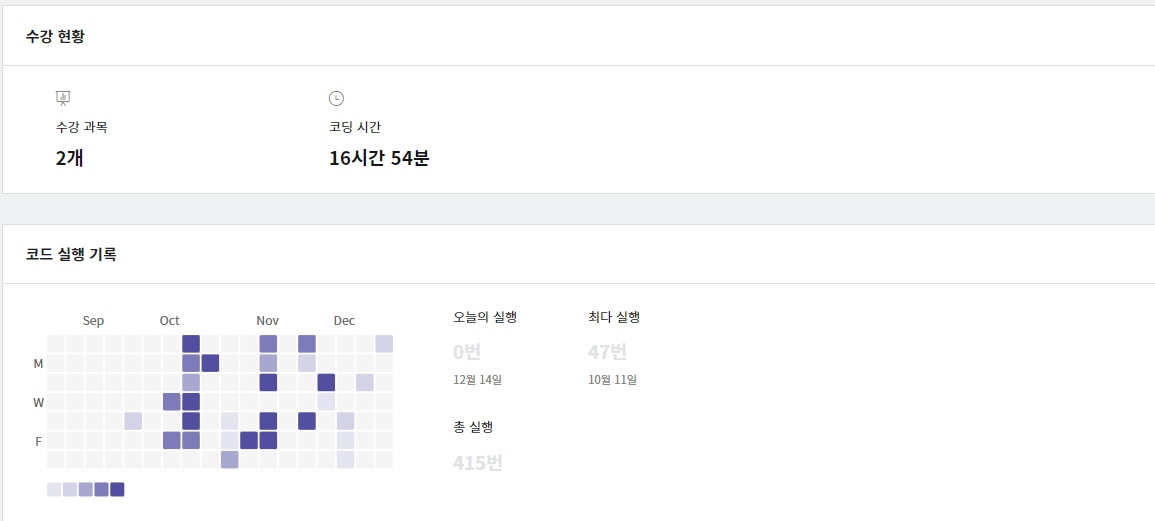 수강 현황
수강 과목
2개
코딩 시간
16시간 54분
코드 실행 기록
Sep Oct Nov Dec
M
W
F
오늘의 실행
0번
12월 14일
최다 실행
47번
10월 11일
총 실행
415번